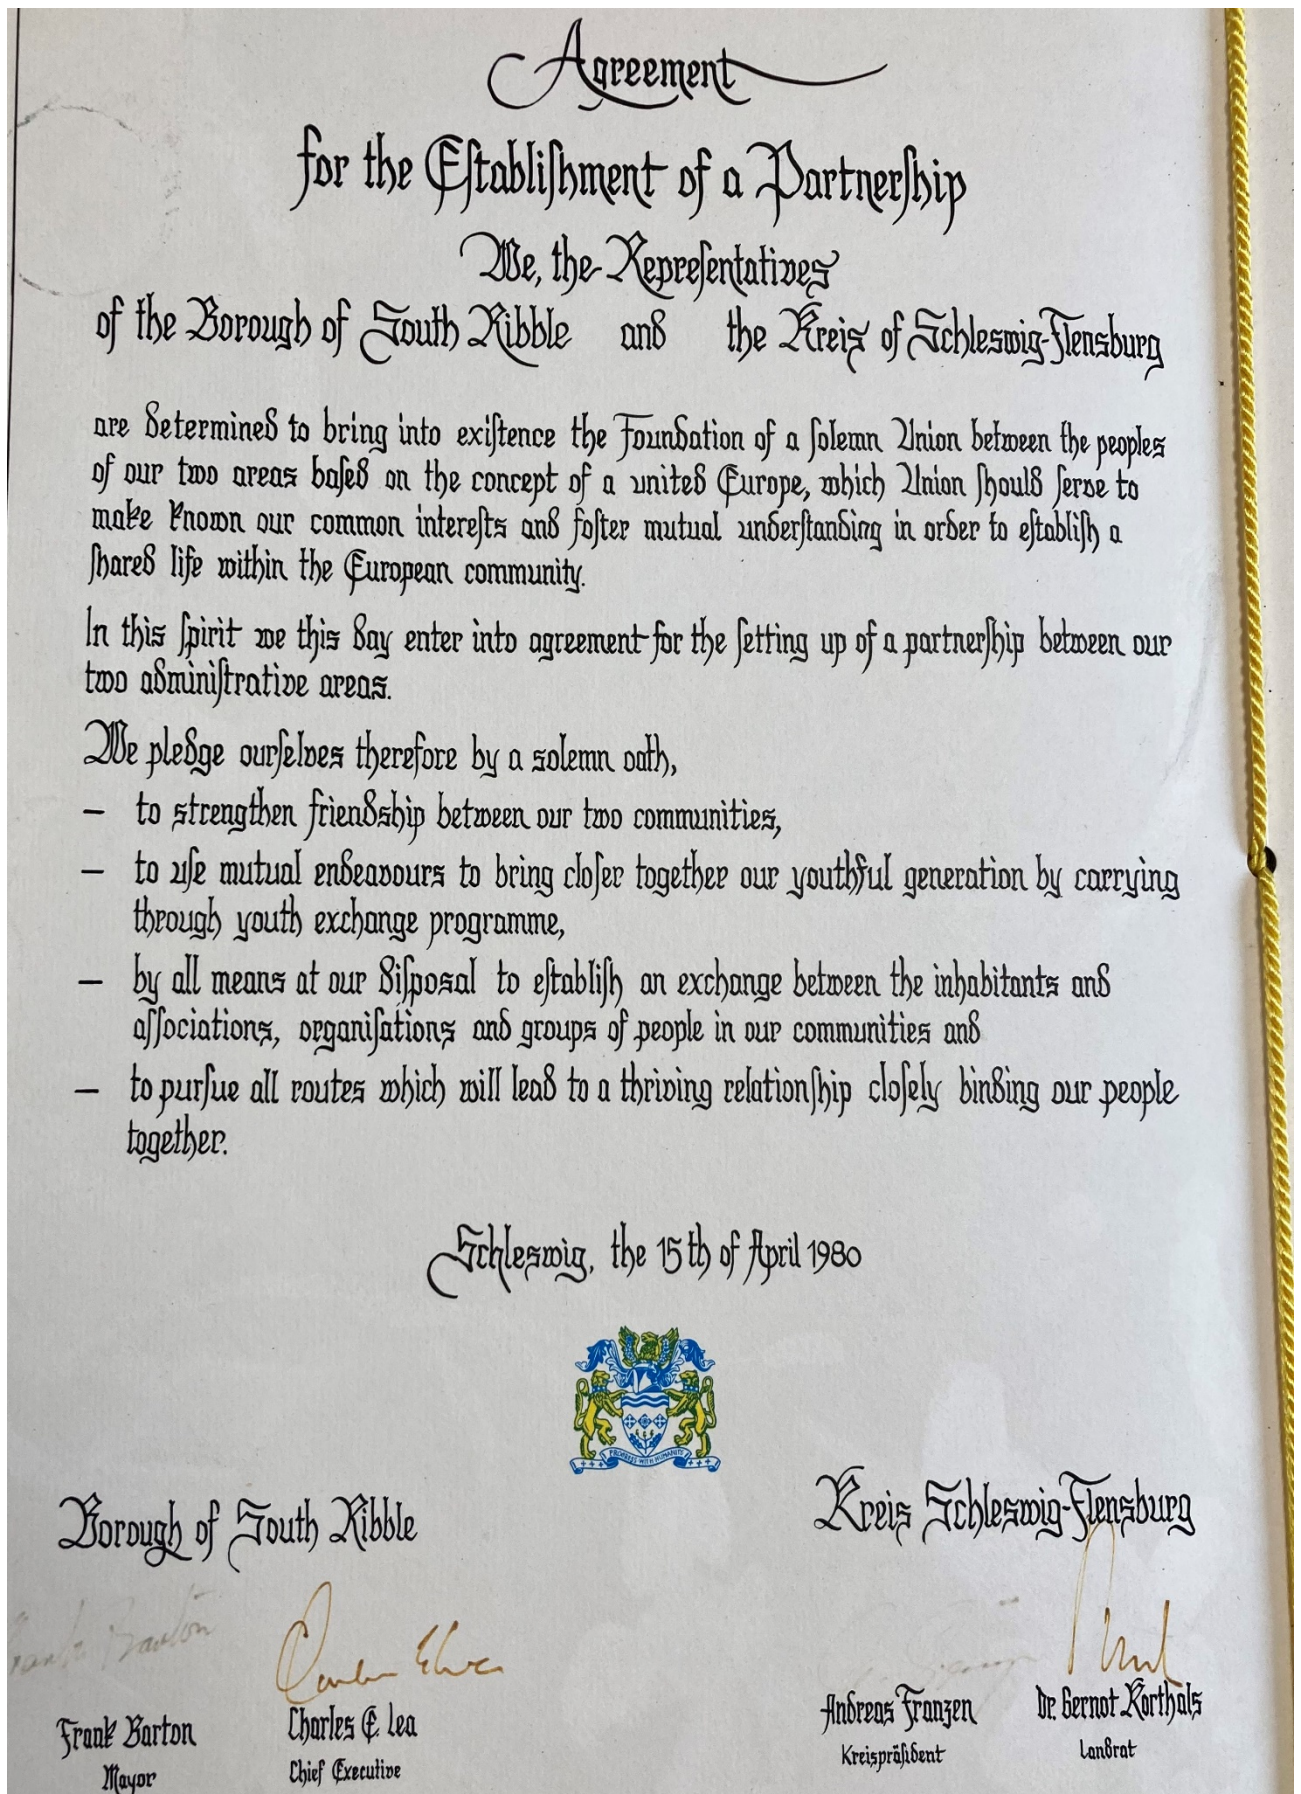 Agreement
for the Eſtabliſhment of a Partnerſhip
We, the Repreſentatives
of the Borough of South Ribble and the Kreis of Schleswig-Flensburg
are determined to bring into exiſtence the Foundation of a ſolemn Union between the peoples
of our two areas baſed on the concept of a united Europe, which Union ſhould ſerve to
make known our common intereſts and foſter mutual underſtanding in order to eſtabliſh a
ſhared life within the European community.
In this ſpirit we this day enter into agreement for the ſetting up of a partnerſhip between our
two adminiſtrative areas.
We pledge ourſelves therefore by a solemn oath,
– to strengthen friendship between our two communities,
– to uſe mutual endeavours to bring cloſer together our youthful generation by carrying
through youth exchange programme,
– by all means at our diſposal to eſtabliſh an exchange between the inhabitants and
aſſociations, organiſations and groups of people in our communities and
– to purſue all routes which will lead to a thriving relationſhip cloſely binding our people
together.
Schleswig, the 15th of April 1980
PROGRESS WITH HUMANITY
Borough of South Ribble
Kreis Schleswig-Flensburg
Frank Barton
Frank Barton
Mayor
Charles E. Lea
Chief Executive
Andreas Franzen
Kreispräſident
Dr. Gernot Korthals
Landrat